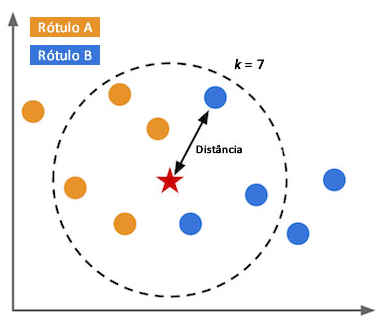 Rótulo A
Rótulo B
k = 7
Distância